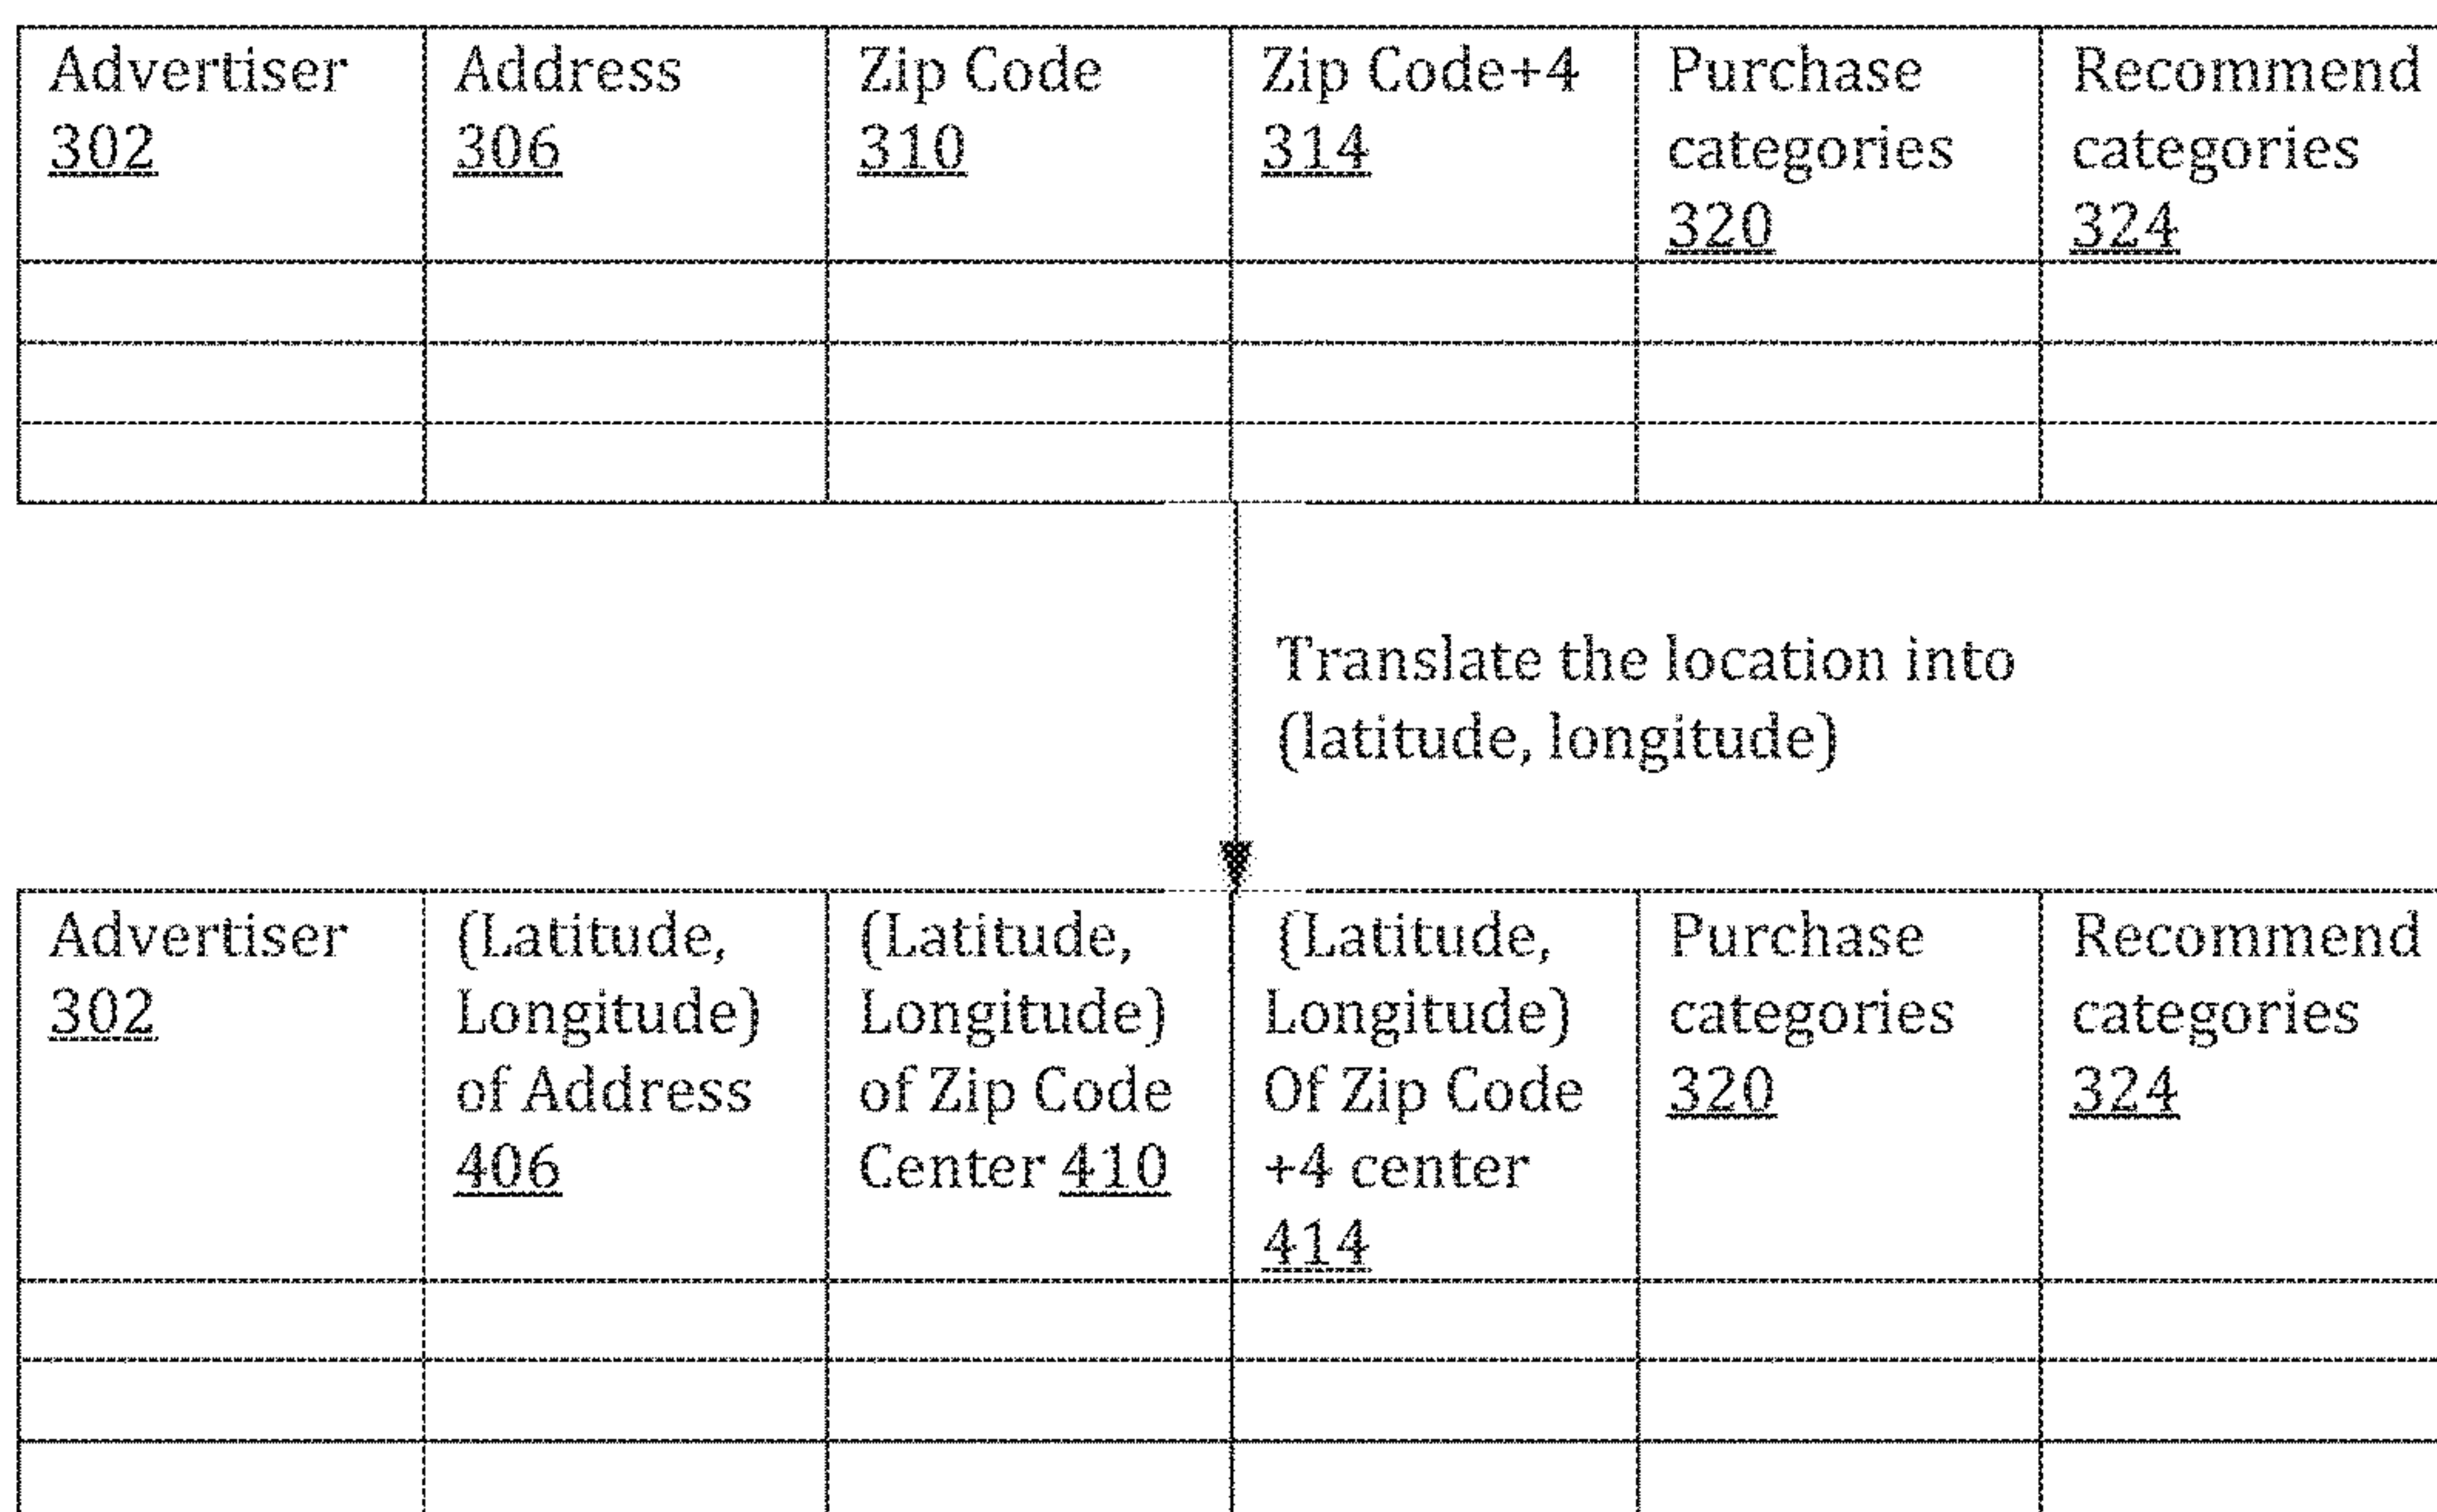 Advertiser
302
Address
306
Zip Code
310
Zip Code+4
314
Purchase
categories
320
Recommend
categories
324
Translate the location into
(latitude, longitude)
Advertiser
302
(Latitude,
Longitude)
of Address
406
(Latitude,
Longitude)
of Zip Code
Center 410
(Latitude,
Longitude)
Of Zip Code
+4 center
414
Purchase
categories
320
Recommend
categories
324